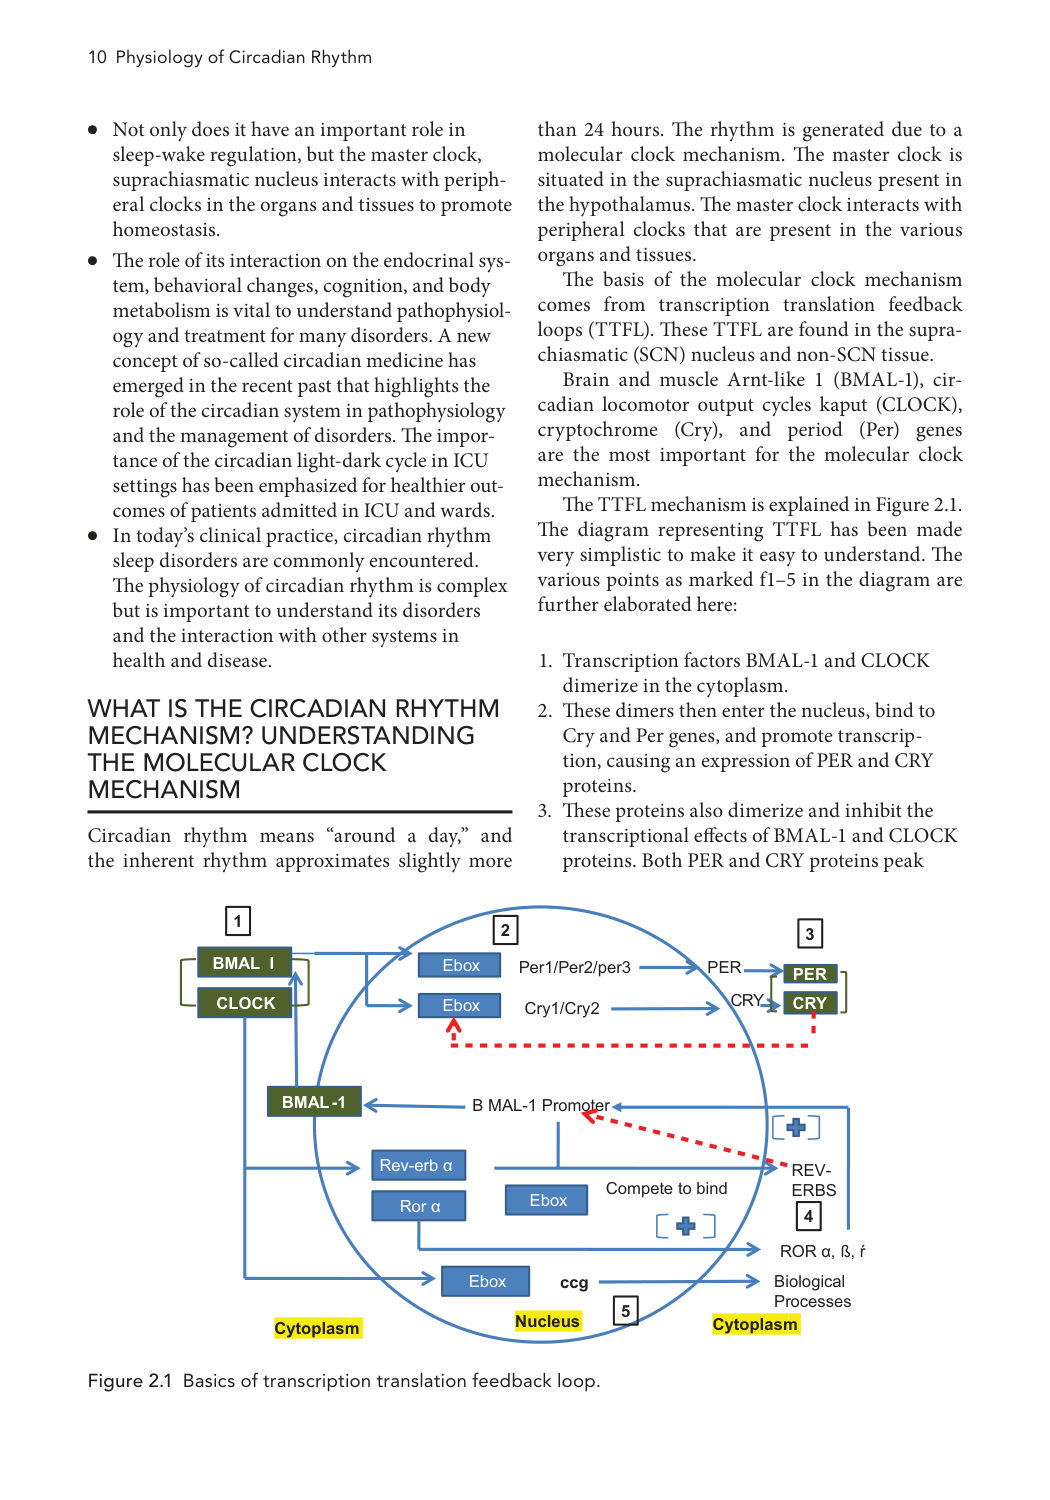 10 Physiology of Circadian Rhythm
● Not only does it have an important role in
sleep-wake regulation, but the master clock,
suprachiasmatic nucleus interacts with periph-
eral clocks in the organs and tissues to promote
homeostasis.
● The role of its interaction on the endocrinal sys-
tem, behavioral changes, cognition, and body
metabolism is vital to understand pathophysiol-
ogy and treatment for many disorders. A new
concept of so-called circadian medicine has
emerged in the recent past that highlights the
role of the circadian system in pathophysiology
and the management of disorders. The impor-
tance of the circadian light-dark cycle in ICU
settings has been emphasized for healthier out-
comes of patients admitted in ICU and wards.
● In today’s clinical practice, circadian rhythm
sleep disorders are commonly encountered.
The physiology of circadian rhythm is complex
but is important to understand its disorders
and the interaction with other systems in
health and disease.
WHAT IS THE CIRCADIAN RHYTHM
MECHANISM? UNDERSTANDING
THE MOLECULAR CLOCK
MECHANISM
Circadian rhythm means “around a day,” and
the inherent rhythm approximates slightly more
than 24 hours. The rhythm is generated due to a
molecular clock mechanism. The master clock is
situated in the suprachiasmatic nucleus present in
the hypothalamus. The master clock interacts with
peripheral clocks that are present in the various
organs and tissues.
The basis of the molecular clock mechanism
comes from transcription translation feedback
loops (TTFL). These TTFL are found in the supra-
chiasmatic (SCN) nucleus and non-SCN tissue.
Brain and muscle Arnt-like 1 (BMAL-1), cir-
cadian locomotor output cycles kaput (CLOCK),
cryptochrome (Cry), and period (Per) genes
are the most important for the molecular clock
mechanism.
The TTFL mechanism is explained in Figure 2.1.
The diagram representing TTFL has been made
very simplistic to make it easy to understand. The
various points as marked f1–5 in the diagram are
further elaborated here:
1. Transcription factors BMAL-1 and CLOCK
dimerize in the cytoplasm.
2. These dimers then enter the nucleus, bind to
Cry and Per genes, and promote transcrip-
tion, causing an expression of PER and CRY
proteins.
3. These proteins also dimerize and inhibit the
transcriptional effects of BMAL-1 and CLOCK
proteins. Both PER and CRY proteins peak
1
2
3
BMAL I
Ebox
Per1/Per2/per3
PER
PER
CLOCK
Ebox
Cry1/Cry2
CRY
CRY
BMAL-1
B MAL-1 Promoter
Rev-erb α
REV-
ERBS
Ror α
Ebox
Compete to bind
4
ROR α, ß, ŕ
Ebox
ccg
Biological
Processes
5
Cytoplasm
Nucleus
Cytoplasm
Figure 2.1 Basics of transcription translation feedback loop.